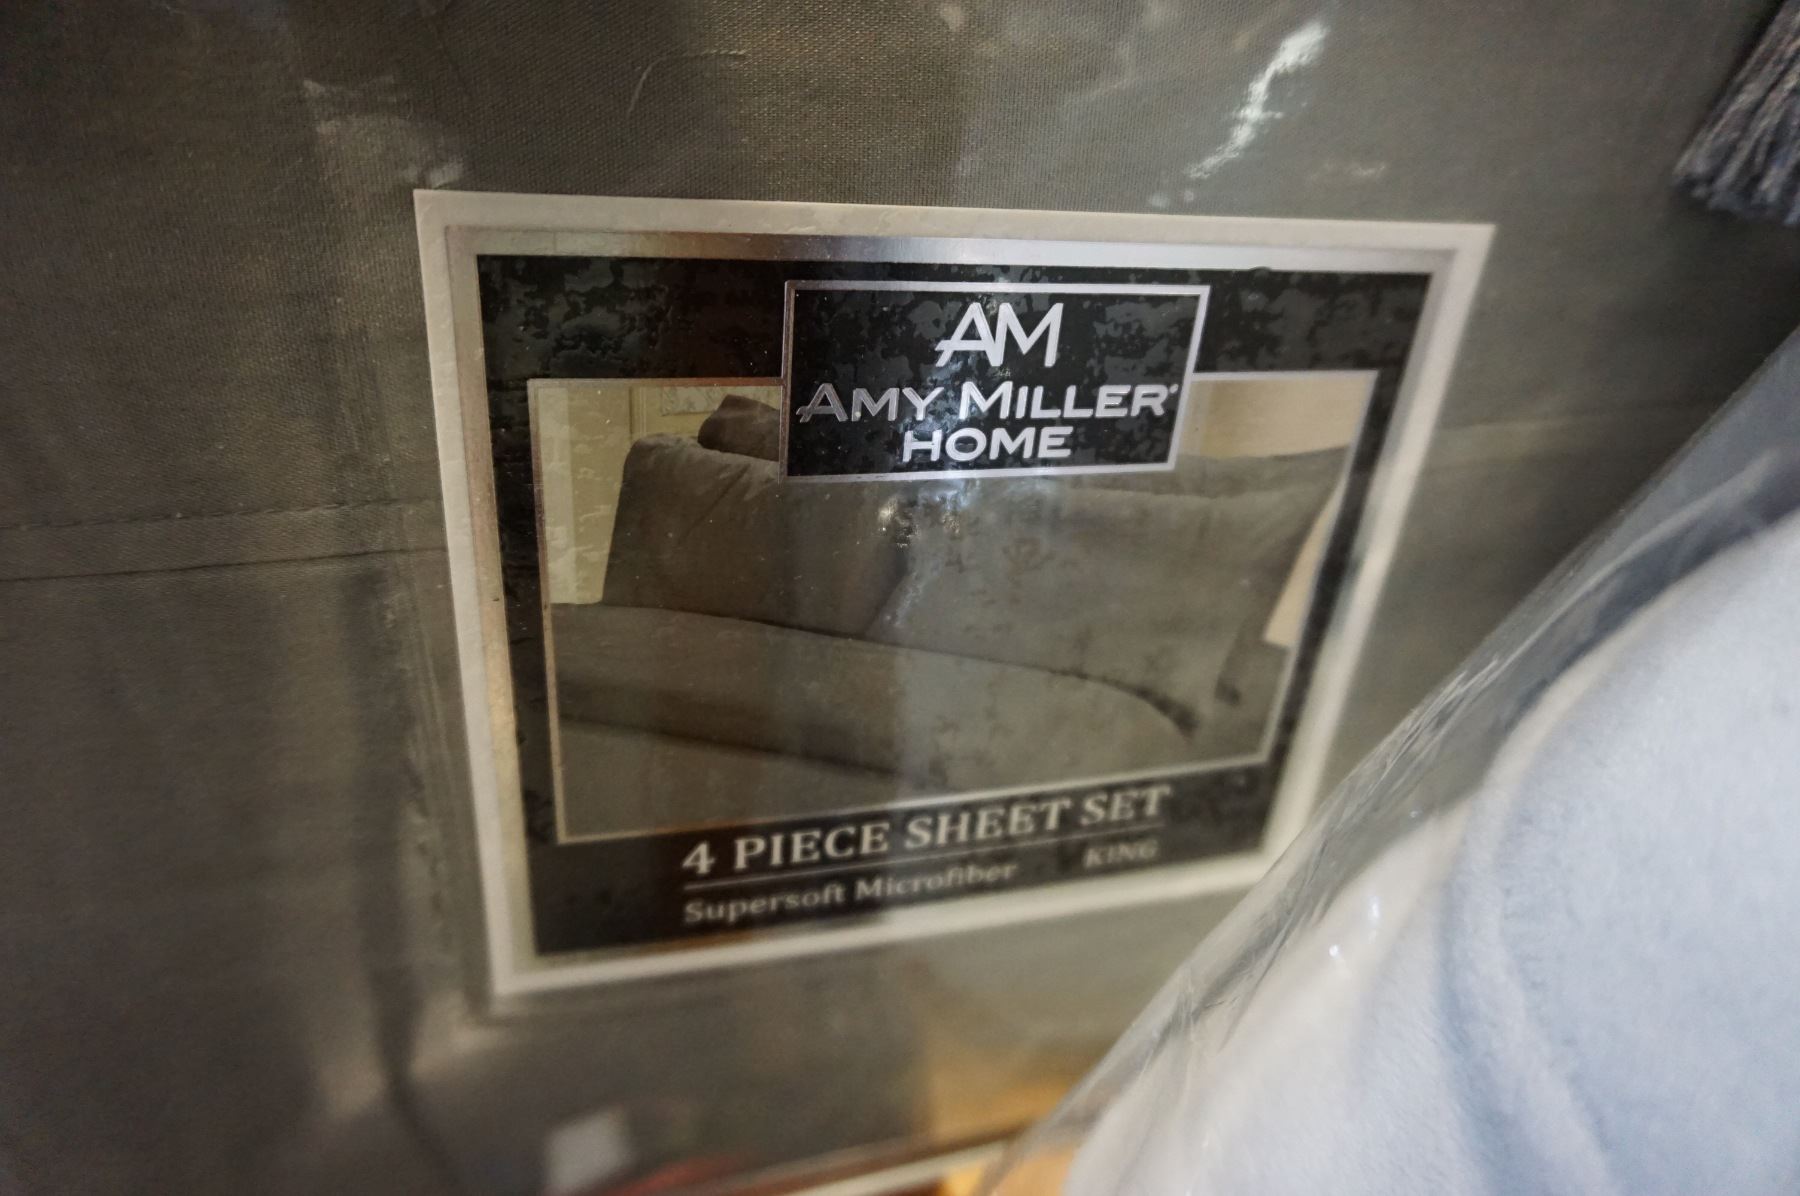 AM
AMY MILLER®
HOME
4 PIECE SHEET SET
Supersoft Microfiber KING